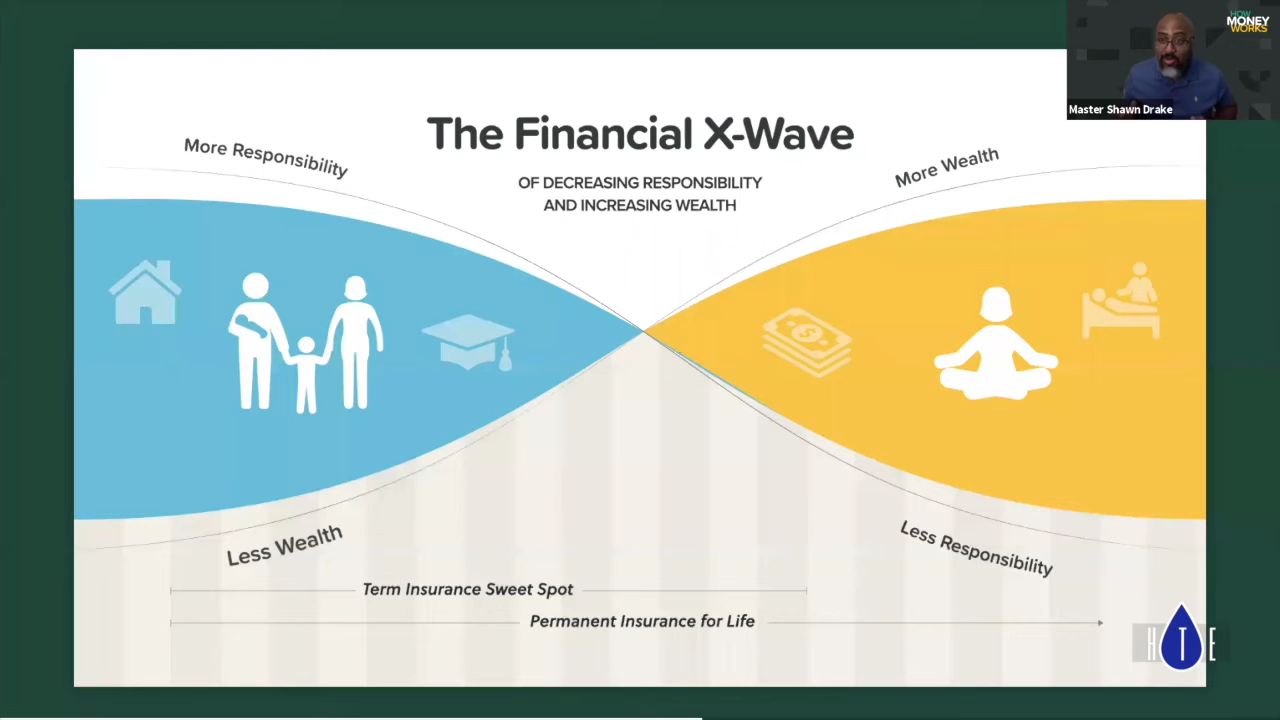 HOW
MONEY
WORKS
Master Shawn Drake
The Financial X-Wave
OF DECREASING RESPONSIBILITY
AND INCREASING WEALTH
More Responsibility
More Wealth
Less Wealth
Less Responsibility
Term Insurance Sweet Spot
Permanent Insurance for Life
HTE